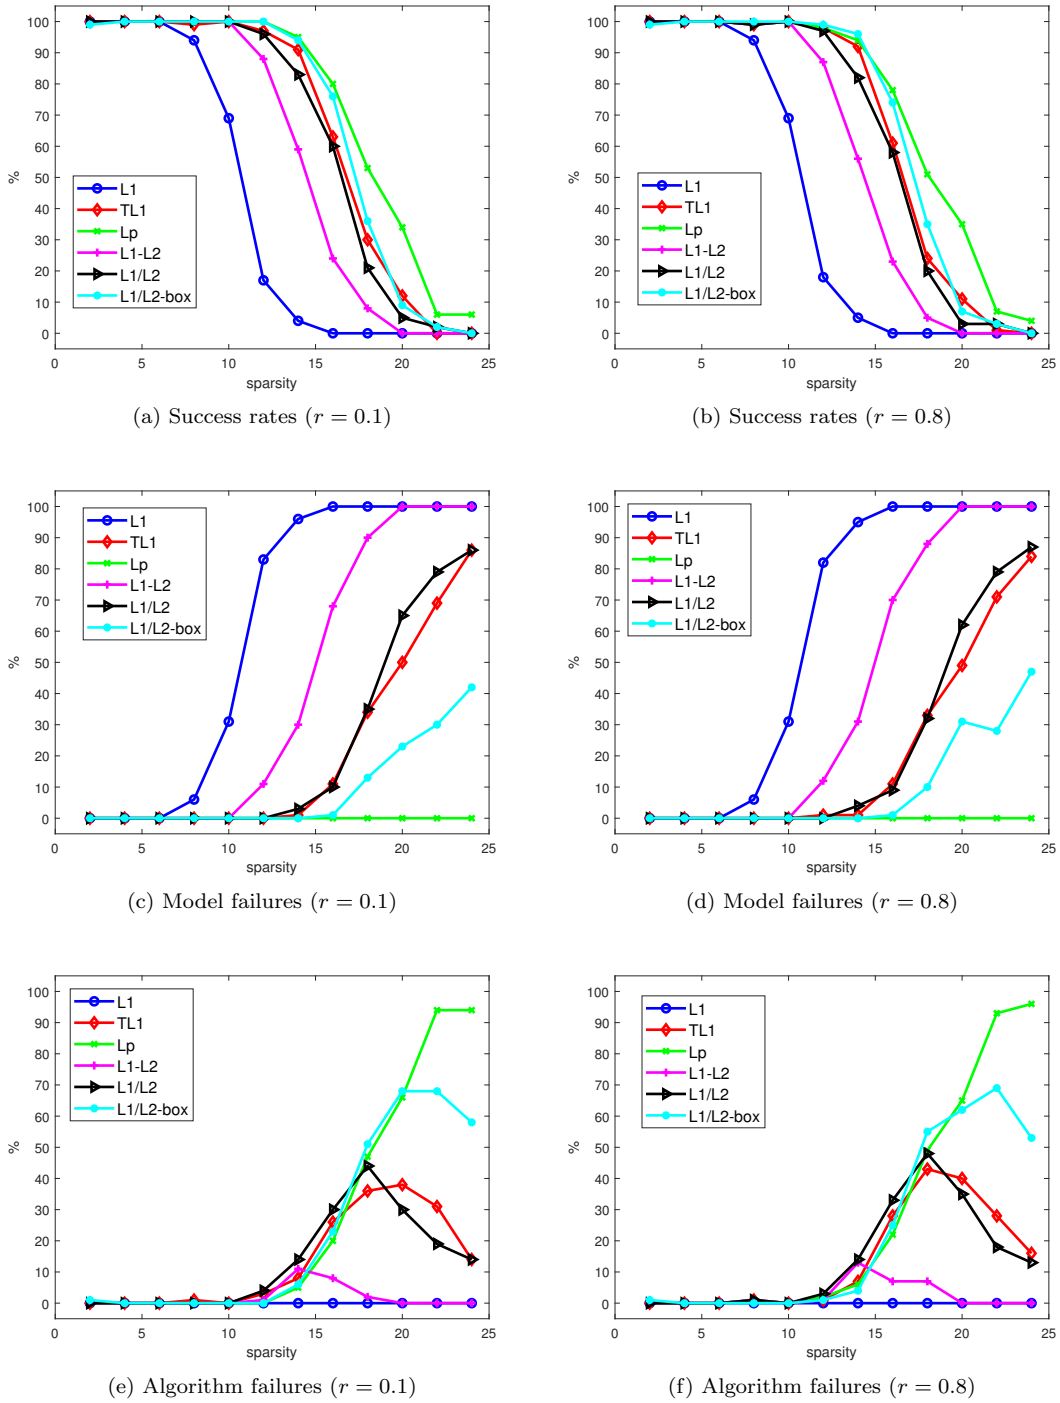 100
90
80
70
60
50
40
30
20
10
0
%
L1
TL1
Lp
L1-L2
L1/L2
L1/L2-box
0 5 10 15 20 25
sparsity
(a) Success rates (r = 0.1)
100
90
80
70
60
50
40
30
20
10
0
%
L1
TL1
Lp
L1-L2
L1/L2
L1/L2-box
0 5 10 15 20 25
sparsity
(b) Success rates (r = 0.8)
100
90
80
70
60
50
40
30
20
10
0
%
L1
TL1
Lp
L1-L2
L1/L2
L1/L2-box
0 5 10 15 20 25
sparsity
(c) Model failures (r = 0.1)
100
90
80
70
60
50
40
30
20
10
0
%
L1
TL1
Lp
L1-L2
L1/L2
L1/L2-box
0 5 10 15 20 25
sparsity
(d) Model failures (r = 0.8)
100
90
80
70
60
50
40
30
20
10
0
%
L1
TL1
Lp
L1-L2
L1/L2
L1/L2-box
0 5 10 15 20 25
sparsity
(e) Algorithm failures (r = 0.1)
100
90
80
70
60
50
40
30
20
10
0
%
L1
TL1
Lp
L1-L2
L1/L2
L1/L2-box
0 5 10 15 20 25
sparsity
(f) Algorithm failures (r = 0.8)